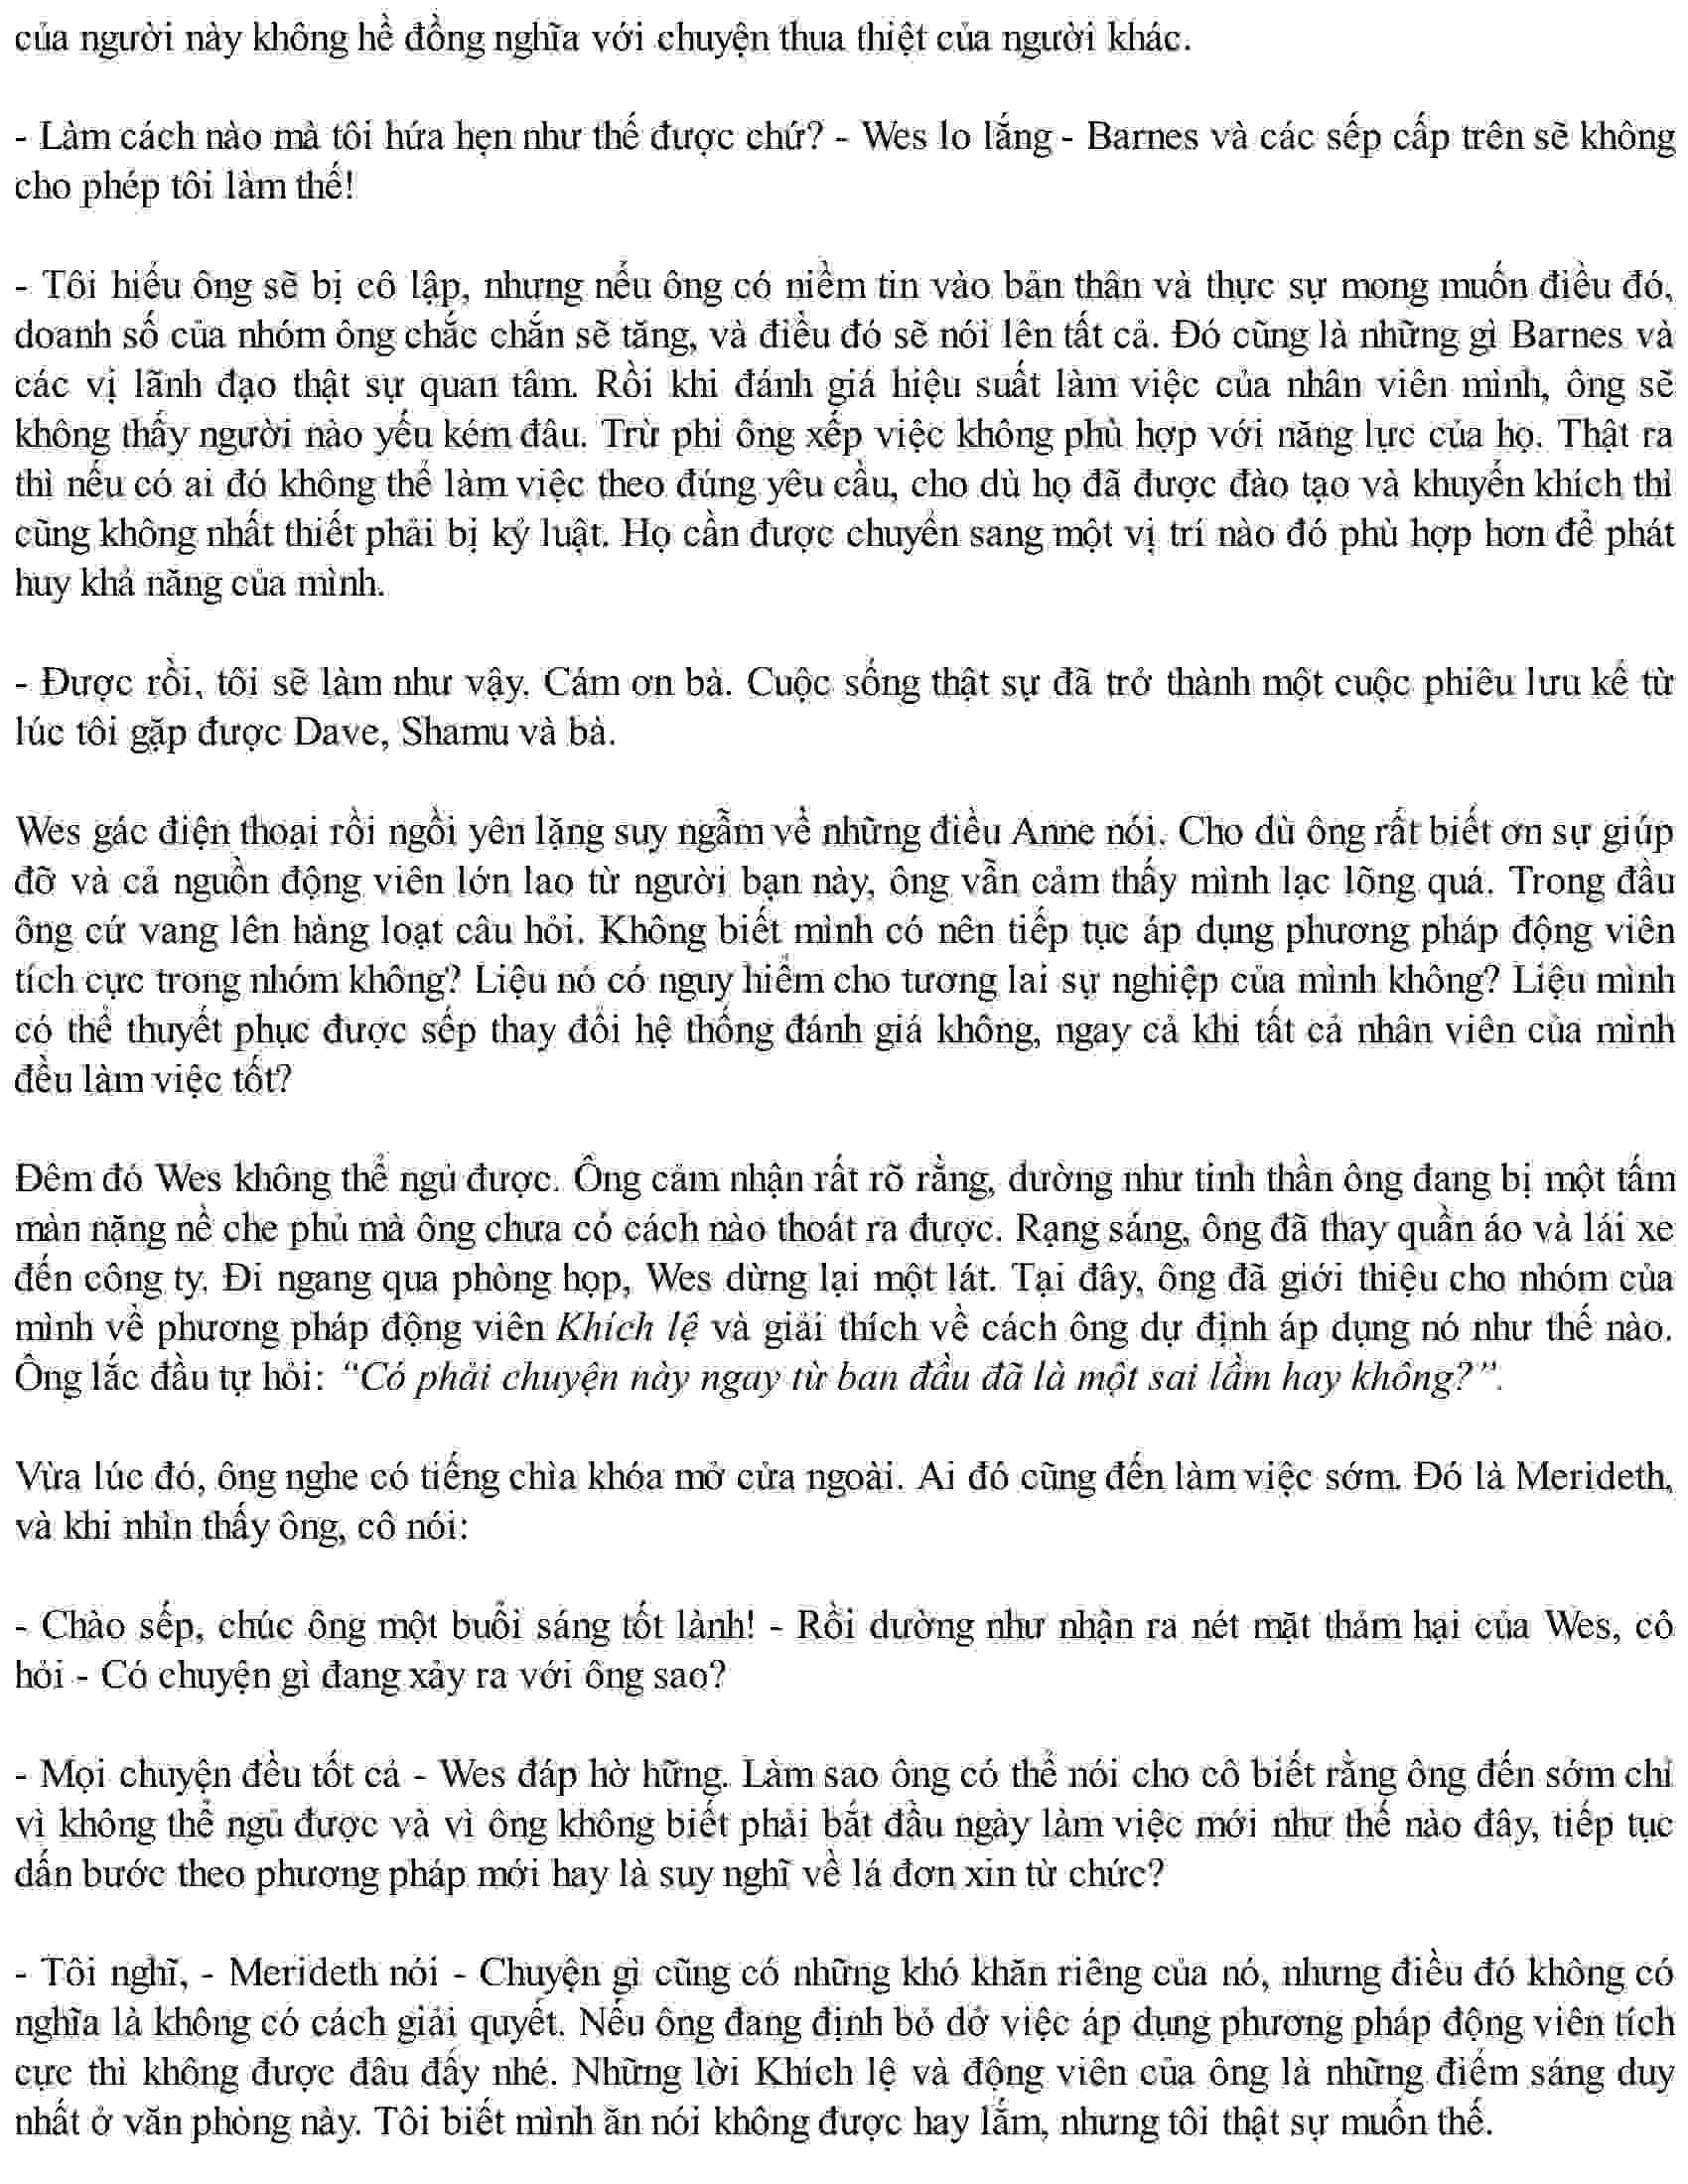 của người này không hề đồng nghĩa với chuyện thua thiệt của người khác.
- Làm cách nào mà tôi hứa hẹn như thế được chứ? - Wes lo lắng - Barnes và các sếp cấp trên sẽ không
cho phép tôi làm thế!
- Tôi hiểu ông sẽ bị cô lập, nhưng nếu ông có niềm tin vào bản thân và thực sự mong muốn điều đó,
doanh số của nhóm ông chắc chắn sẽ tăng, và điều đó sẽ nói lên tất cả. Đó cũng là những gì Barnes và
các vị lãnh đạo thật sự quan tâm. Rồi khi đánh giá hiệu suất làm việc của nhân viên mình, ông sẽ
không thấy người nào yếu kém đâu. Trừ phi ông xếp việc không phù hợp với năng lực của họ. Thật ra
thì nếu có ai đó không thể làm việc theo đúng yêu cầu, cho dù họ đã được đào tạo và khuyến khích thì
cũng không nhất thiết phải bị kỷ luật. Họ cần được chuyển sang một vị trí nào đó phù hợp hơn để phát
huy khả năng của mình.
- Được rồi, tôi sẽ làm như vậy. Cám ơn bà. Cuộc sống thật sự đã trở thành một cuộc phiêu lưu kể từ
lúc tôi gặp được Dave, Shamu và bà.
Wes gác điện thoại rồi ngồi yên lặng suy ngẫm về những điều Anne nói. Cho dù ông rất biết ơn sự giúp
đỡ và cả nguồn động viên lớn lao từ người bạn này, ông vẫn cảm thấy mình lạc lõng quá. Trong đầu
ông cứ vang lên hàng loạt câu hỏi. Không biết mình có nên tiếp tục áp dụng phương pháp động viên
tích cực trong nhóm không? Liệu nó có nguy hiểm cho tương lai sự nghiệp của mình không? Liệu mình
có thể thuyết phục được sếp thay đổi hệ thống đánh giá không, ngay cả khi tất cả nhân viên của mình
đều làm việc tốt?
Đêm đó Wes không thể ngủ được. Ông cảm nhận rất rõ rằng, dường như tinh thần ông đang bị một tấm
màn nặng nề che phủ mà ông chưa có cách nào thoát ra được. Rạng sáng, ông đã thay quần áo và lái xe
đến công ty. Đi ngang qua phòng họp, Wes dừng lại một lát. Tại đây, ông đã giới thiệu cho nhóm của
mình về phương pháp động viên Khích lệ và giải thích về cách ông dự định áp dụng nó như thế nào.
Ông lắc đầu tự hỏi: “Có phải chuyện này ngay từ ban đầu đã là một sai lầm hay không?”.
Vừa lúc đó, ông nghe có tiếng chìa khóa mở cửa ngoài. Ai đó cũng đến làm việc sớm. Đó là Merideth,
và khi nhìn thấy ông, cô nói:
- Chào sếp, chúc ông một buổi sáng tốt lành! - Rồi dường như nhận ra nét mặt thảm hại của Wes, cô
hỏi - Có chuyện gì đang xảy ra với ông sao?
- Mọi chuyện đều tốt cả - Wes đáp hờ hững. Làm sao ông có thể nói cho cô biết rằng ông đến sớm chỉ
vì không thể ngủ được và vì ông không biết phải bắt đầu ngày làm việc mới như thế nào đây, tiếp tục
dấn bước theo phương pháp mới hay là suy nghĩ về lá đơn xin từ chức?
- Tôi nghĩ, - Merideth nói - Chuyện gì cũng có những khó khăn riêng của nó, nhưng điều đó không có
nghĩa là không có cách giải quyết. Nếu ông đang định bỏ dở việc áp dụng phương pháp động viên tích
cực thì không được đâu đấy nhé. Những lời Khích lệ và động viên của ông là những điểm sáng duy
nhất ở văn phòng này. Tôi biết mình ăn nói không được hay lắm, nhưng tôi thật sự muốn thế.